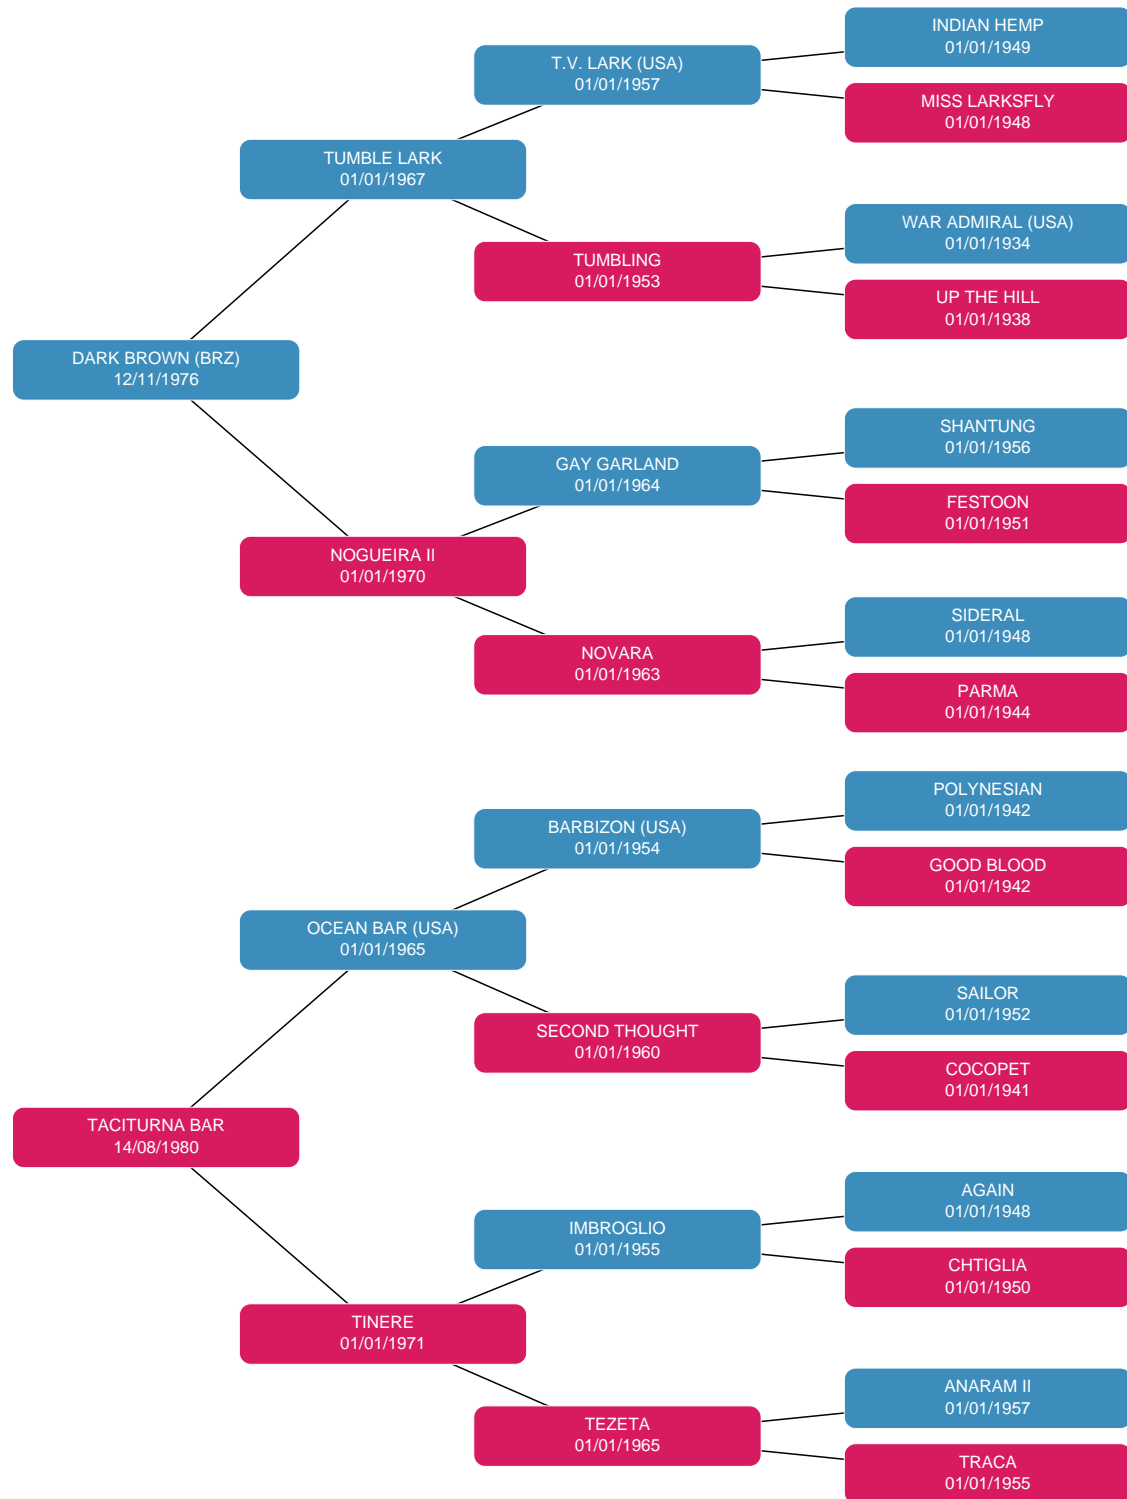 INDIAN HEMP
01/01/1949
T.V. LARK (USA)
01/01/1957
MISS LARKSFLY
01/01/1948
TUMBLE LARK
01/01/1967
WAR ADMIRAL (USA)
01/01/1934
TUMBLING
01/01/1953
UP THE HILL
01/01/1938
DARK BROWN (BRZ)
12/11/1976
SHANTUNG
01/01/1956
GAY GARLAND
01/01/1964
FESTOON
01/01/1951
NOGUEIRA II
01/01/1970
SIDERAL
01/01/1948
NOVARA
01/01/1963
PARMA
01/01/1944
POLYNESIAN
01/01/1942
BARBIZON (USA)
01/01/1954
GOOD BLOOD
01/01/1942
OCEAN BAR (USA)
01/01/1965
SAILOR
01/01/1952
SECOND THOUGHT
01/01/1960
COCOPET
01/01/1941
TACITURNA BAR
14/08/1980
AGAIN
01/01/1948
IMBROGLIO
01/01/1955
CHTIGLIA
01/01/1950
TINERE
01/01/1971
ANARAM II
01/01/1957
TEZETA
01/01/1965
TRACA
01/01/1955